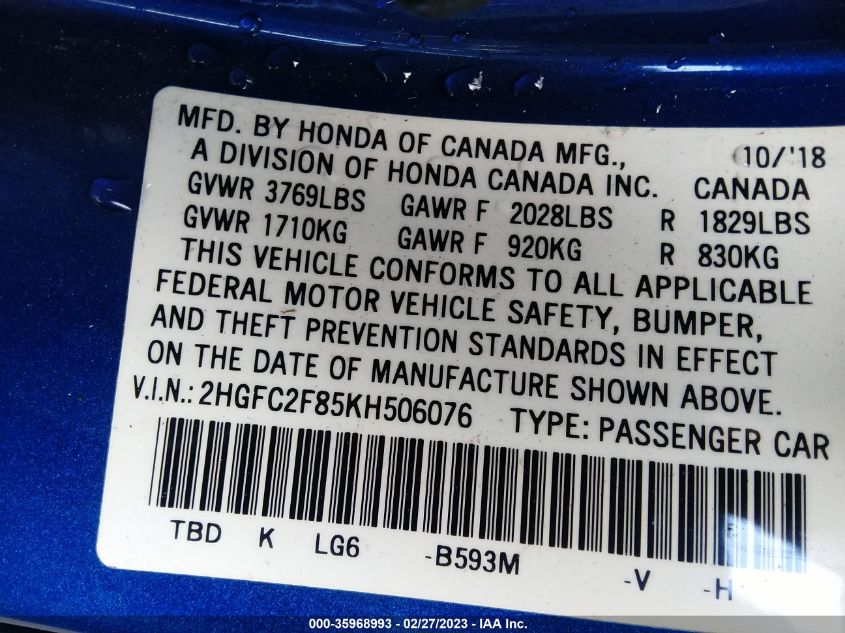 MFD. BY HONDA OF CANADA MFG., 10/'18
A DIVISION OF HONDA CANADA INC. CANADA
GVWR 3769LBS GAWR F 2028LBS R 1829LBS
GVWR 1710KG GAWR F 920KG R 830KG
THIS VEHICLE CONFORMS TO ALL APPLICABLE
FEDERAL MOTOR VEHICLE SAFETY, BUMPER,
AND THEFT PREVENTION STANDARDS IN EFFECT
ON THE DATE OF MANUFACTURE SHOWN ABOVE.
V.I.N.: 2HGFC2F85KH506076 TYPE: PASSENGER CAR
TBD K LG6 -B593M -V -H
000-35968993 - 02/27/2023 - IAA Inc.